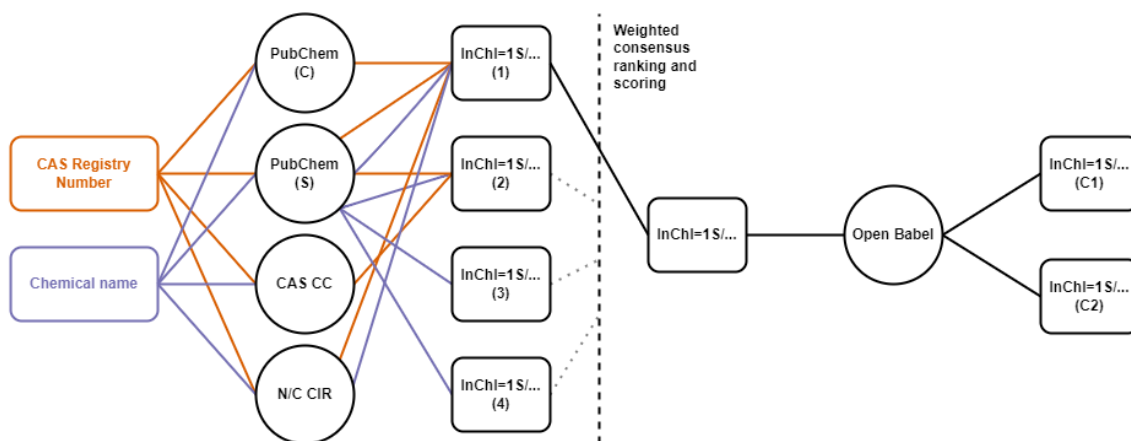 CAS Registry
Number
Chemical name
PubChem
(C)
PubChem
(S)
CAS CC
N/C CIR
InChI=1S/...
(1)
InChI=1S/...
(2)
InChI=1S/...
(3)
InChI=1S/...
(4)
Weighted
consensus
ranking and
scoring
InChI=1S/...
Open Babel
InChI=1S/...
(C1)
InChI=1S/...
(C2)